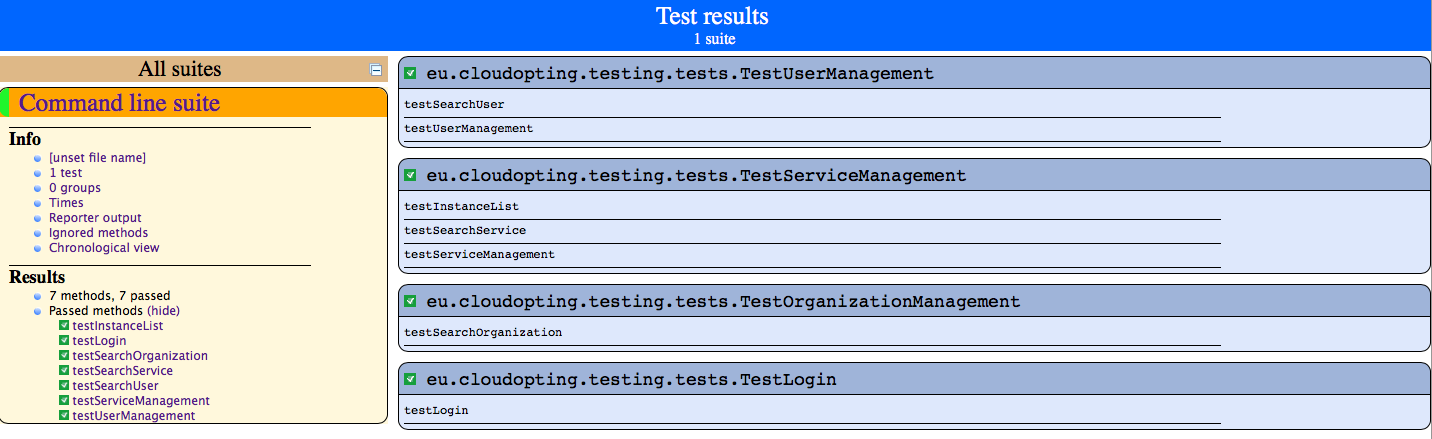 Test results
1 suite
All suites
Command line suite
Info
[unset file name]
1 test
0 groups
Times
Reporter output
Ignored methods
Chronological view
Results
7 methods, 7 passed
Passed methods (hide)
testInstanceList
testLogin
testSearchOrganization
testSearchService
testSearchUser
testServiceManagement
testUserManagement
eu.cloudopting.testing.tests.TestUserManagement
testSearchUser
testUserManagement
eu.cloudopting.testing.tests.TestServiceManagement
testInstanceList
testSearchService
testServiceManagement
eu.cloudopting.testing.tests.TestOrganizationManagement
testSearchOrganization
eu.cloudopting.testing.tests.TestLogin
testLogin